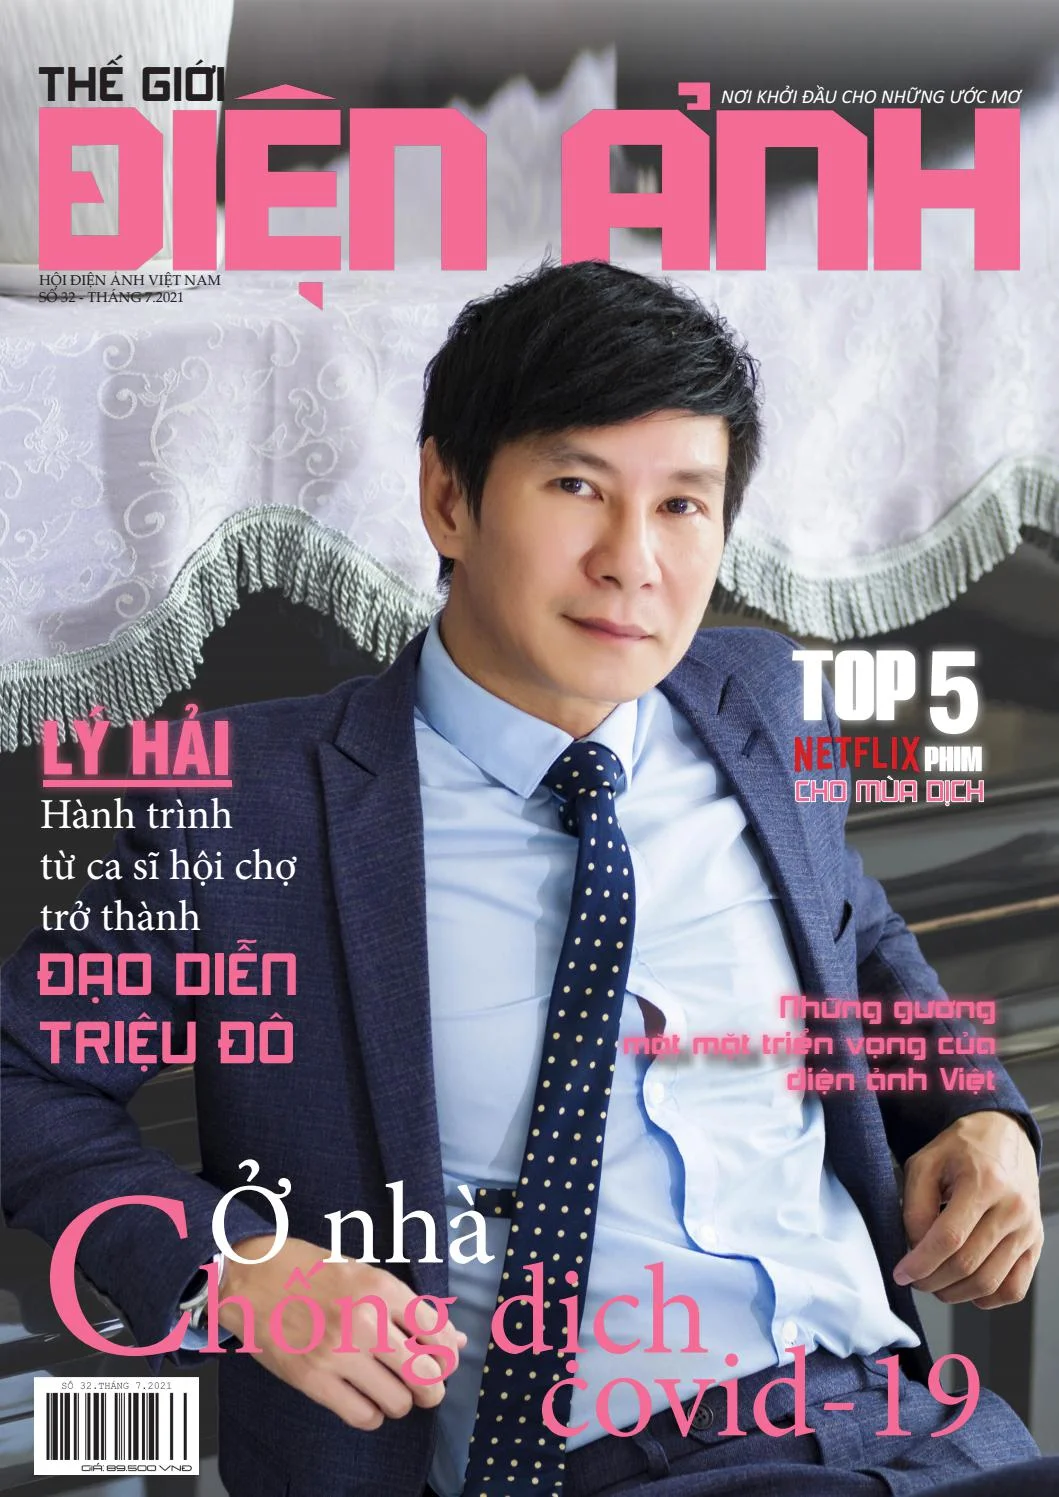 THẾ GIỚI
NƠI KHỞI ĐẦU CHO NHỮNG ƯỚC MƠ
ĐIỆN ẢNH
HỘI ĐIỆN ẢNH VIỆT NAM
SỐ 32 - THÁNG 7.2021
TOP 5
NETFLIX PHIM
CHO MÙA DỊCH
LÝ HẢI
Hành trình
từ ca sĩ hội chợ
trở thành
ĐẠO DIỄN
TRIỆU ĐÔ
Những gương
mặt mặt triển vọng của
điện ảnh Việt
Ở nhà
Chống dịch
covid-19
SỐ 32.THÁNG 7.2021
GIÁ: 89.500 VNĐ